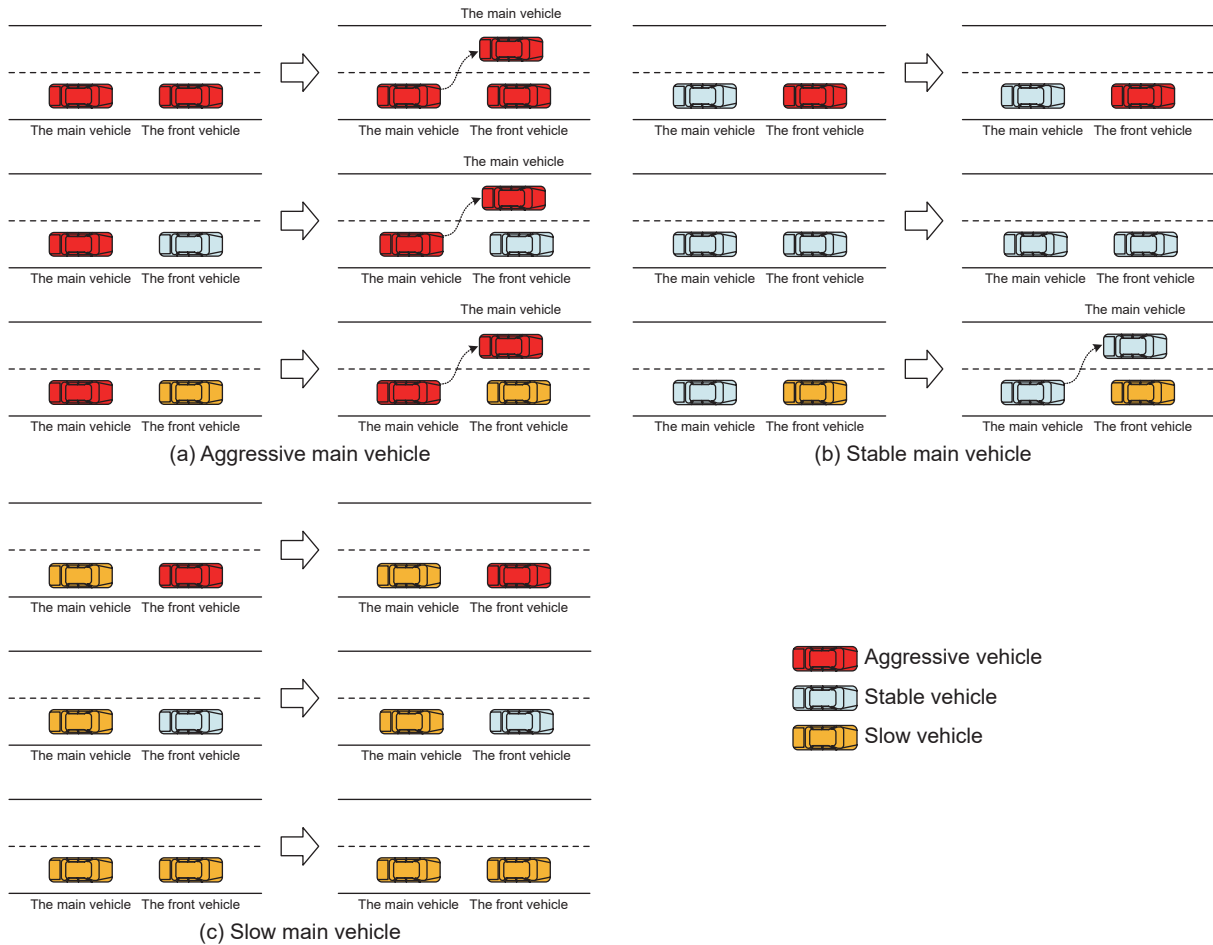 The main vehicle
The main vehicle The front vehicle The main vehicle The front vehicle
The main vehicle
The main vehicle The front vehicle The main vehicle The front vehicle
The main vehicle
The main vehicle The front vehicle The main vehicle The front vehicle
(a) Aggressive main vehicle
The main vehicle The front vehicle The main vehicle The front vehicle
The main vehicle The front vehicle The main vehicle The front vehicle
The main vehicle
The main vehicle The front vehicle The main vehicle The front vehicle
(b) Stable main vehicle
The main vehicle The front vehicle The main vehicle The front vehicle
The main vehicle The front vehicle The main vehicle The front vehicle
The main vehicle The front vehicle The main vehicle The front vehicle
(c) Slow main vehicle
Aggressive vehicle
Stable vehicle
Slow vehicle